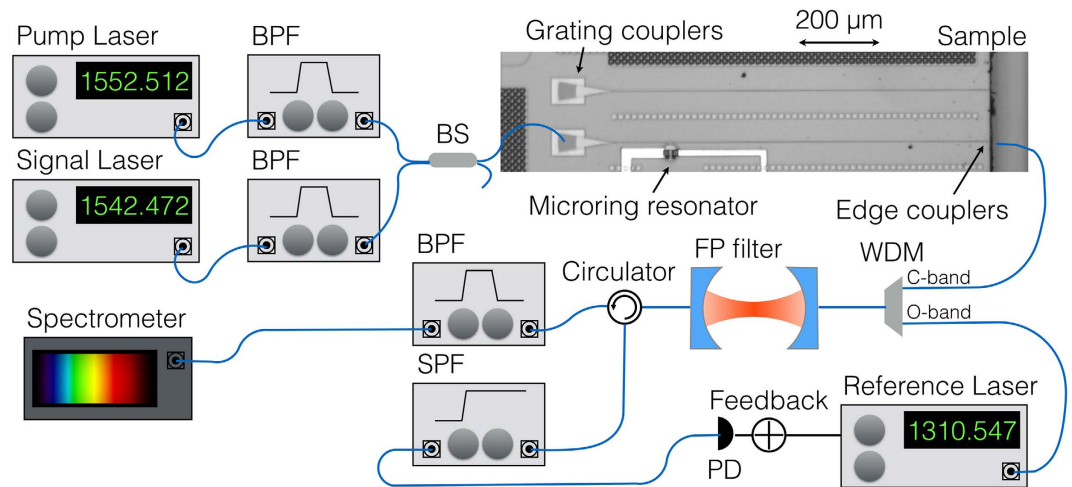 Pump Laser
BPF
1552.512
Signal Laser
BPF
1542.472
BS
Grating couplers
200 µm
Sample
Microring resonator
Edge couplers
BPF
Circulator
FP filter
WDM
C-band
O-band
Spectrometer
SPF
Feedback
PD
Reference Laser
1310.547